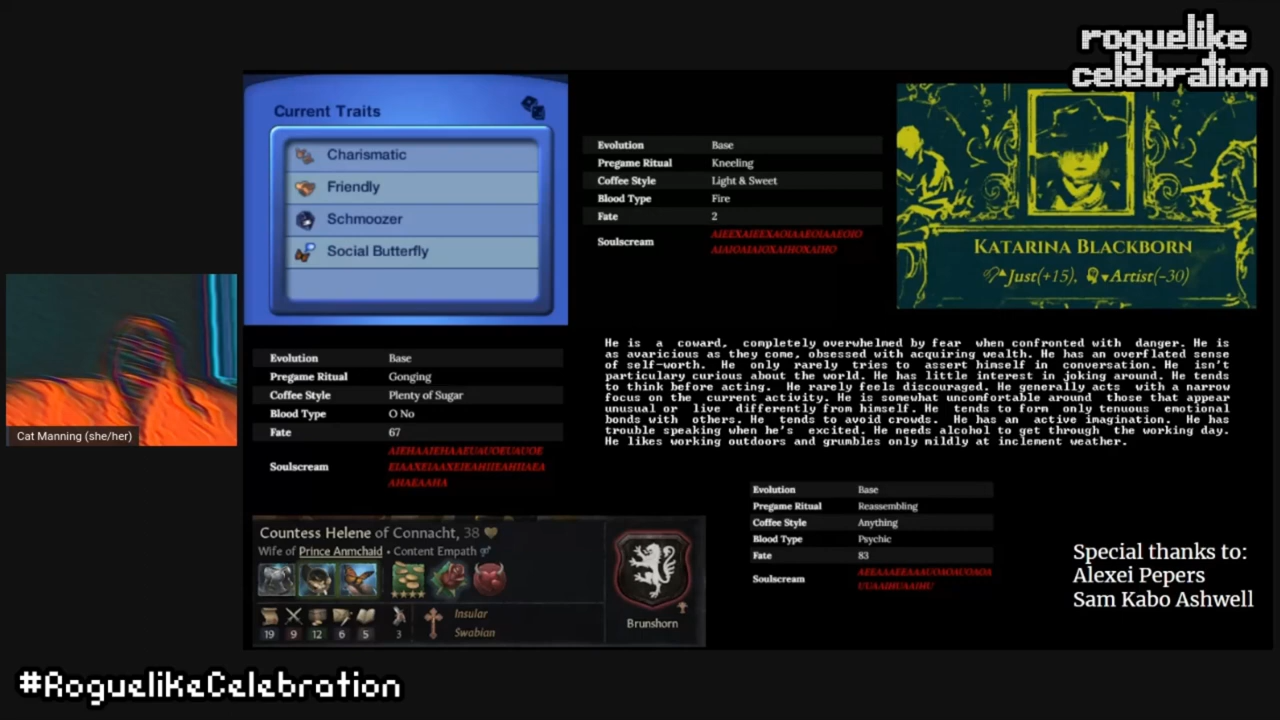 roguelike
celebration
Current Traits
Charismatic
Friendly
Schmoozer
Social Butterfly
Evolution Base
Pregame Ritual Kneeling
Coffee Style Light & Sweet
Blood Type Fire
Fate 2
Soulscream
KATARINA BLACKBORN
Just(+15), Artist(-30)
Evolution Base
Pregame Ritual Gonging
Coffee Style Plenty of Sugar
Blood Type O No
Fate 67
Soulscream
He is a coward, completely overwhelmed by fear when confronted with danger. He is
as avaricious as they come, obsessed with acquiring wealth. He has an overflated sense
of self-worth. He only rarely tries to assert himself in conversation. He isn't
particular curious about the world. He has little interest in joking around. He tends
to think before acting. He rarely feels discouraged. He generally acts with a narrow
focus on the current activity. He is somewhat uncomfortable around those that appear
unusual or live differently from himself. He tends to form only tenuous emotional
bonds with others. He tends to avoid crowds. He has an active imagination. He has
trouble speaking when he's excited. He needs alcohol to get through the working day.
He likes working outdoors and grumbles only mildly at inclement weather.
Cat Manning (she/her)
Evolution Base
Pregame Ritual Reassembling
Coffee Style Anything
Blood Type Psychic
Fate 83
Soulscream
Countess Helene of Connacht, 38
Wife of Prince Anmchaid • Content Empath
19 9 12 6 5 3
Insular
Swabian
Brunshorn
Special thanks to:
Alexei Pepers
Sam Kabo Ashwell
#RoguelikeCelebration